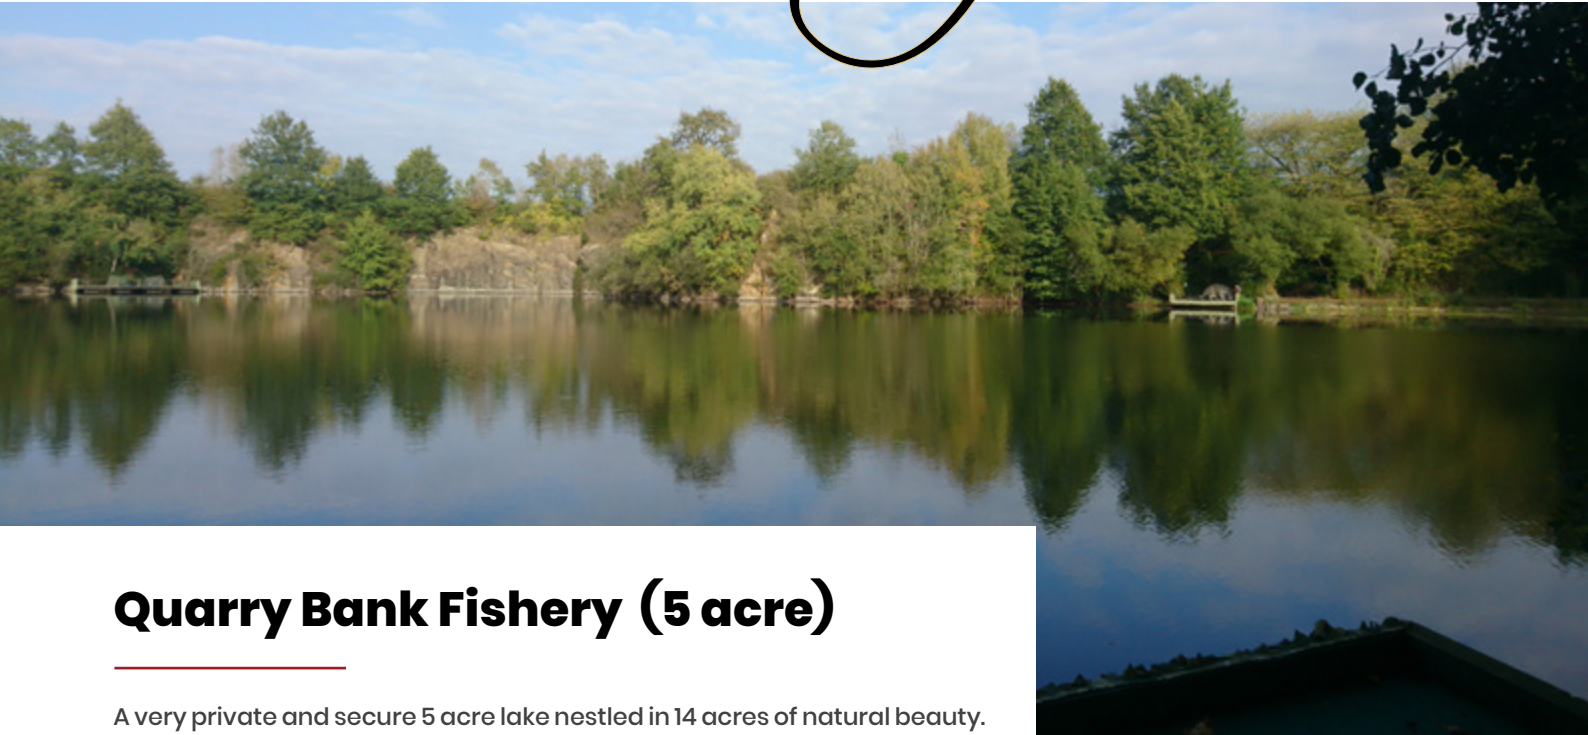 Quarry Bank Fishery (5 acre)
A very private and secure 5 acre lake nestled in 14 acres of natural beauty.